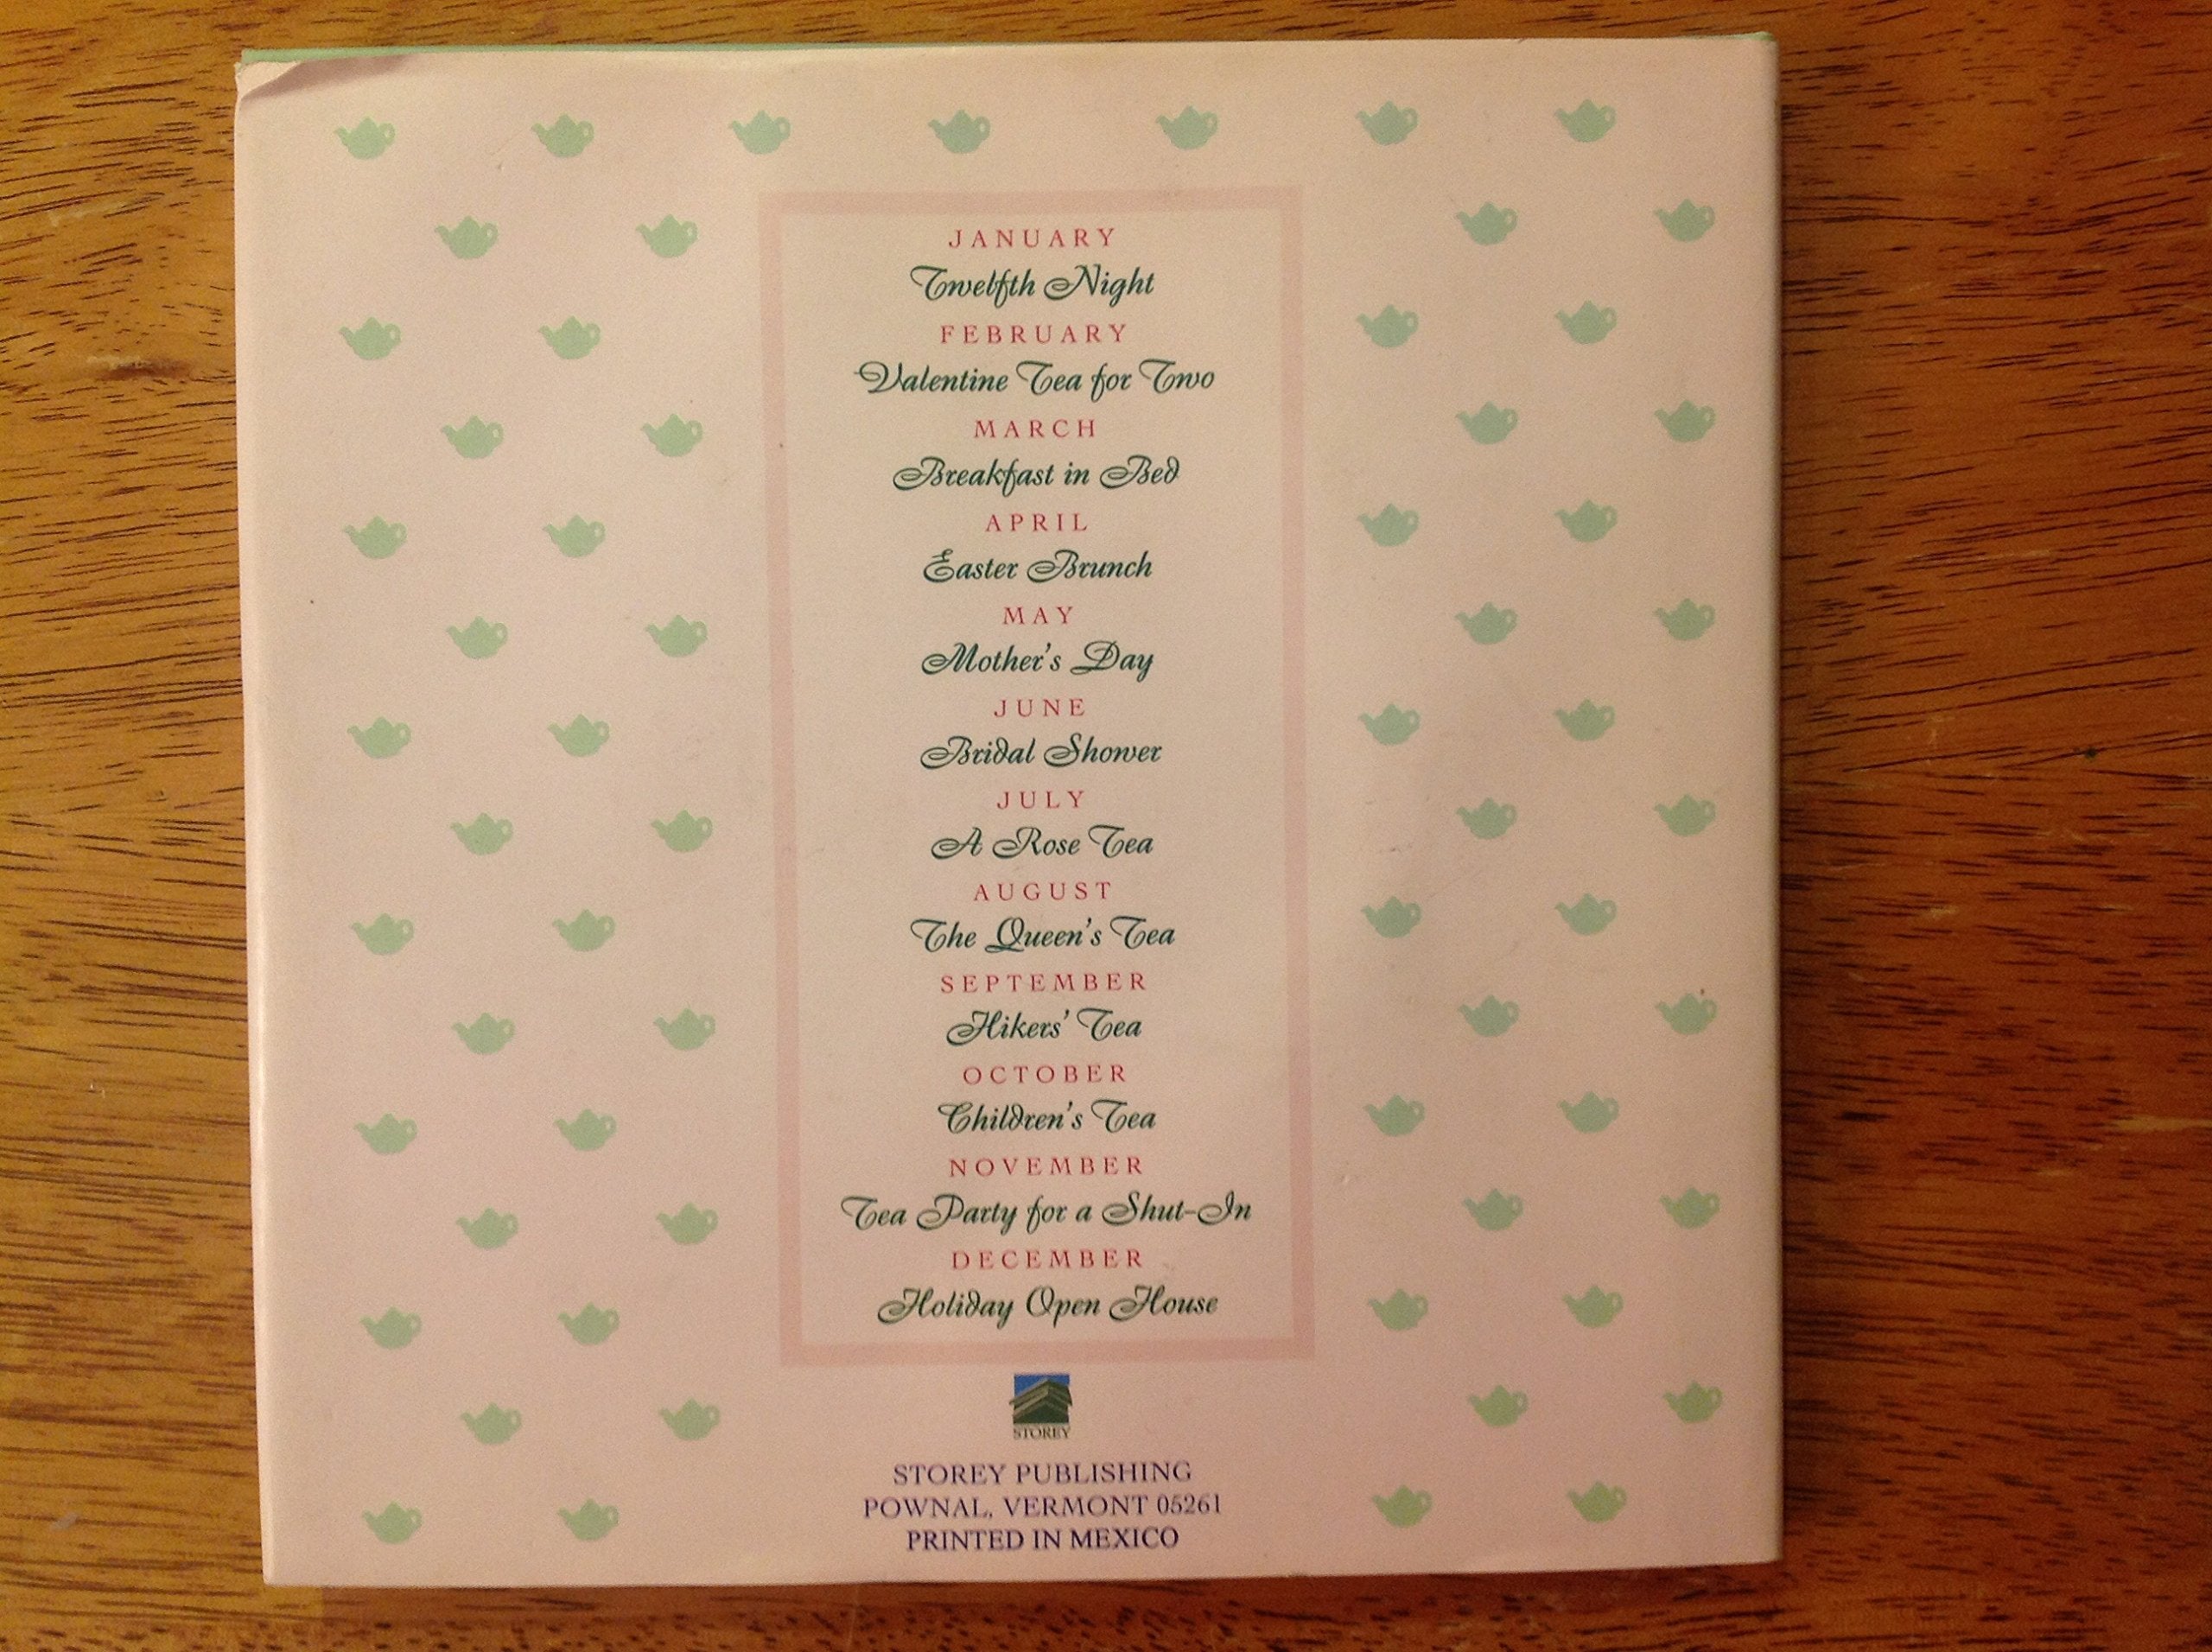 JANUARY
Twelfth Night
FEBRUARY
Valentine Tea for Two
MARCH
Breakfast in Bed
APRIL
Easter Brunch
MAY
Mother's Day
JUNE
Bridal Shower
JULY
A Rose Tea
AUGUST
The Queen's Tea
SEPTEMBER
Hikers' Tea
OCTOBER
Children's Tea
NOVEMBER
Tea Party for a Shut-In
DECEMBER
Holiday Open House
STOREY
STOREY PUBLISHING
POWNAL, VERMONT 05261
PRINTED IN MEXICO